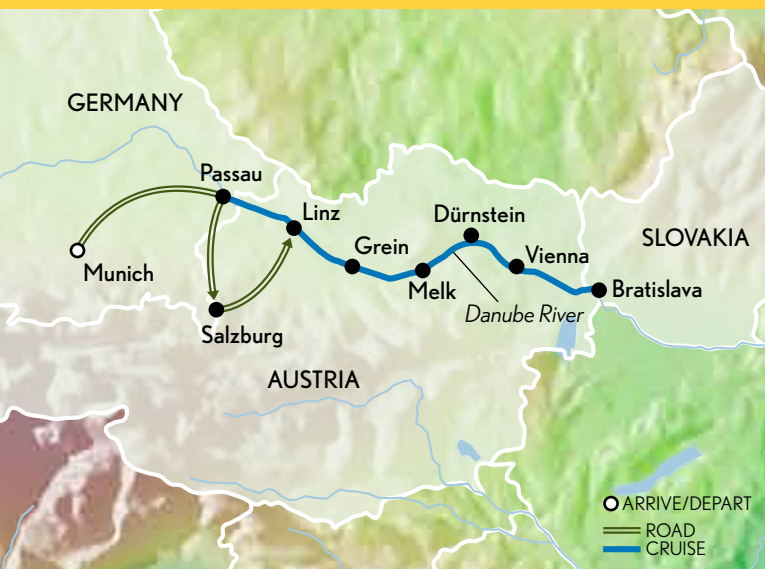 GERMANY
Passau
Linz
Dürnstein
Grein
Vienna
SLOVAKIA
Munich
Melk
Bratislava
Danube River
Salzburg
AUSTRIA
ARRIVE/DEPART
ROAD
CRUISE